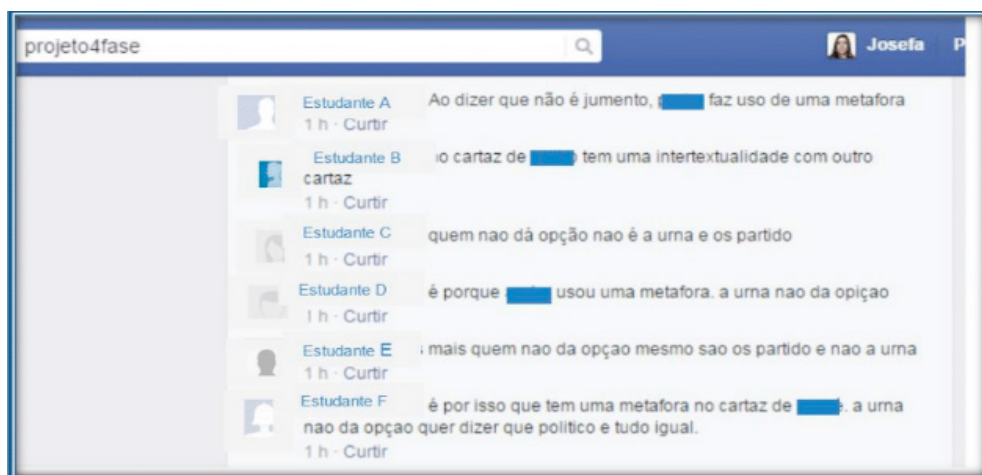 projeto4fase
Josefa P
Estudante A Ao dizer que não é jumento, faz uso de uma metafora
1 h · Curtir
Estudante B no cartaz de tem uma intertextualidade com outro
cartaz
1 h · Curtir
Estudante C quem nao dá opção nao é a urna e os partido
1 h · Curtir
Estudante D é porque usou uma metafora. a urna nao da opiçao
1 h · Curtir
Estudante E mais quem nao da opçao mesmo sao os partido e nao a urna
1 h · Curtir
Estudante F é por isso que tem uma metafora no cartaz de . a urna
nao da opçao quer dizer que politico e tudo igual.
1 h · Curtir